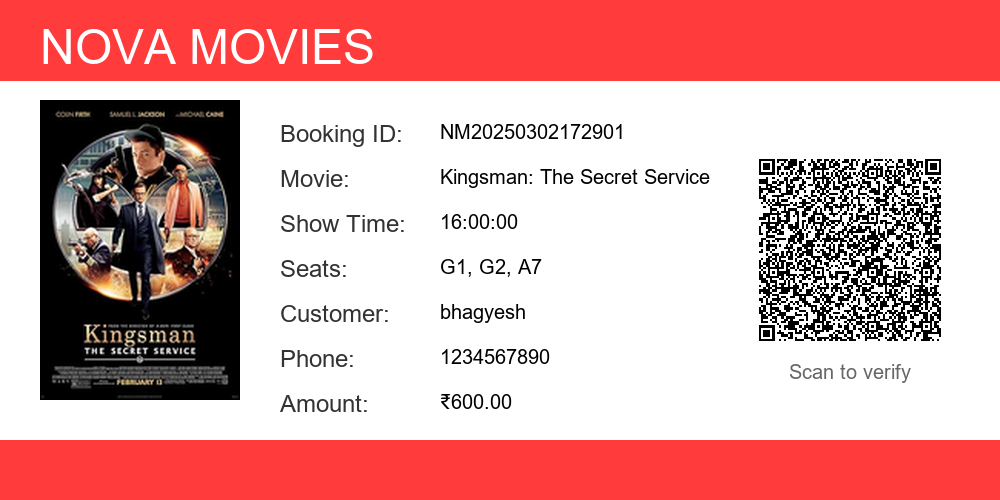 NOVA MOVIES
COLIN FIRTH SAMUEL L. JACKSON AND MICHAEL CAINE
Kingsman
THE SECRET SERVICE
FEBRUARY 13
Booking ID: NM20250302172901
Movie: Kingsman: The Secret Service
Show Time: 16:00:00
Seats: G1, G2, A7
Customer: bhagyesh
Phone: 1234567890
Amount: ₹600.00
Scan to verify